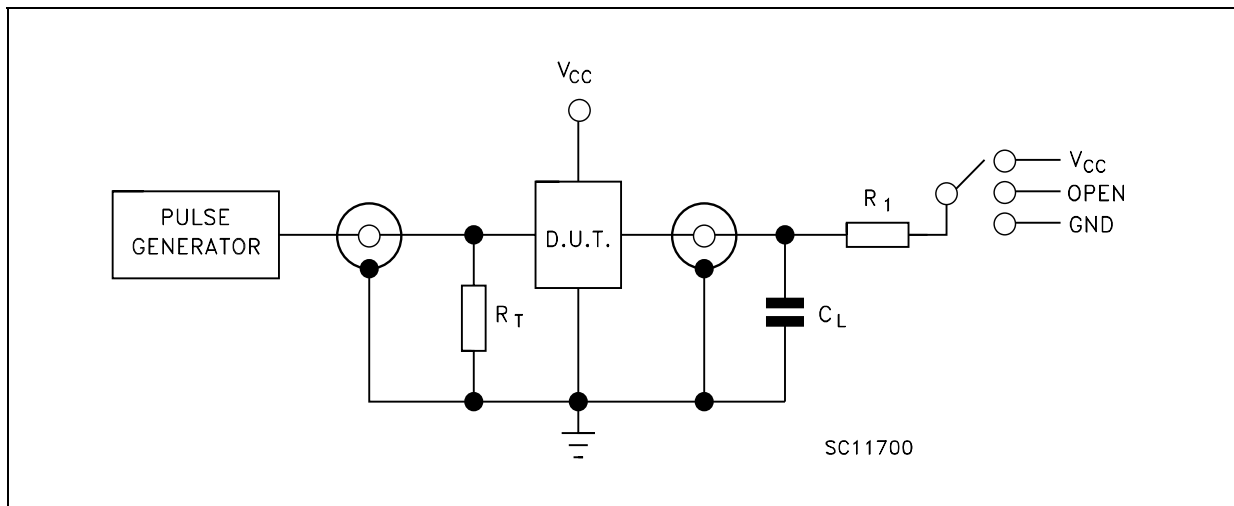 VCC
PULSE
GENERATOR
D.U.T.
RT
CL
R1
VCC
OPEN
GND
SC11700